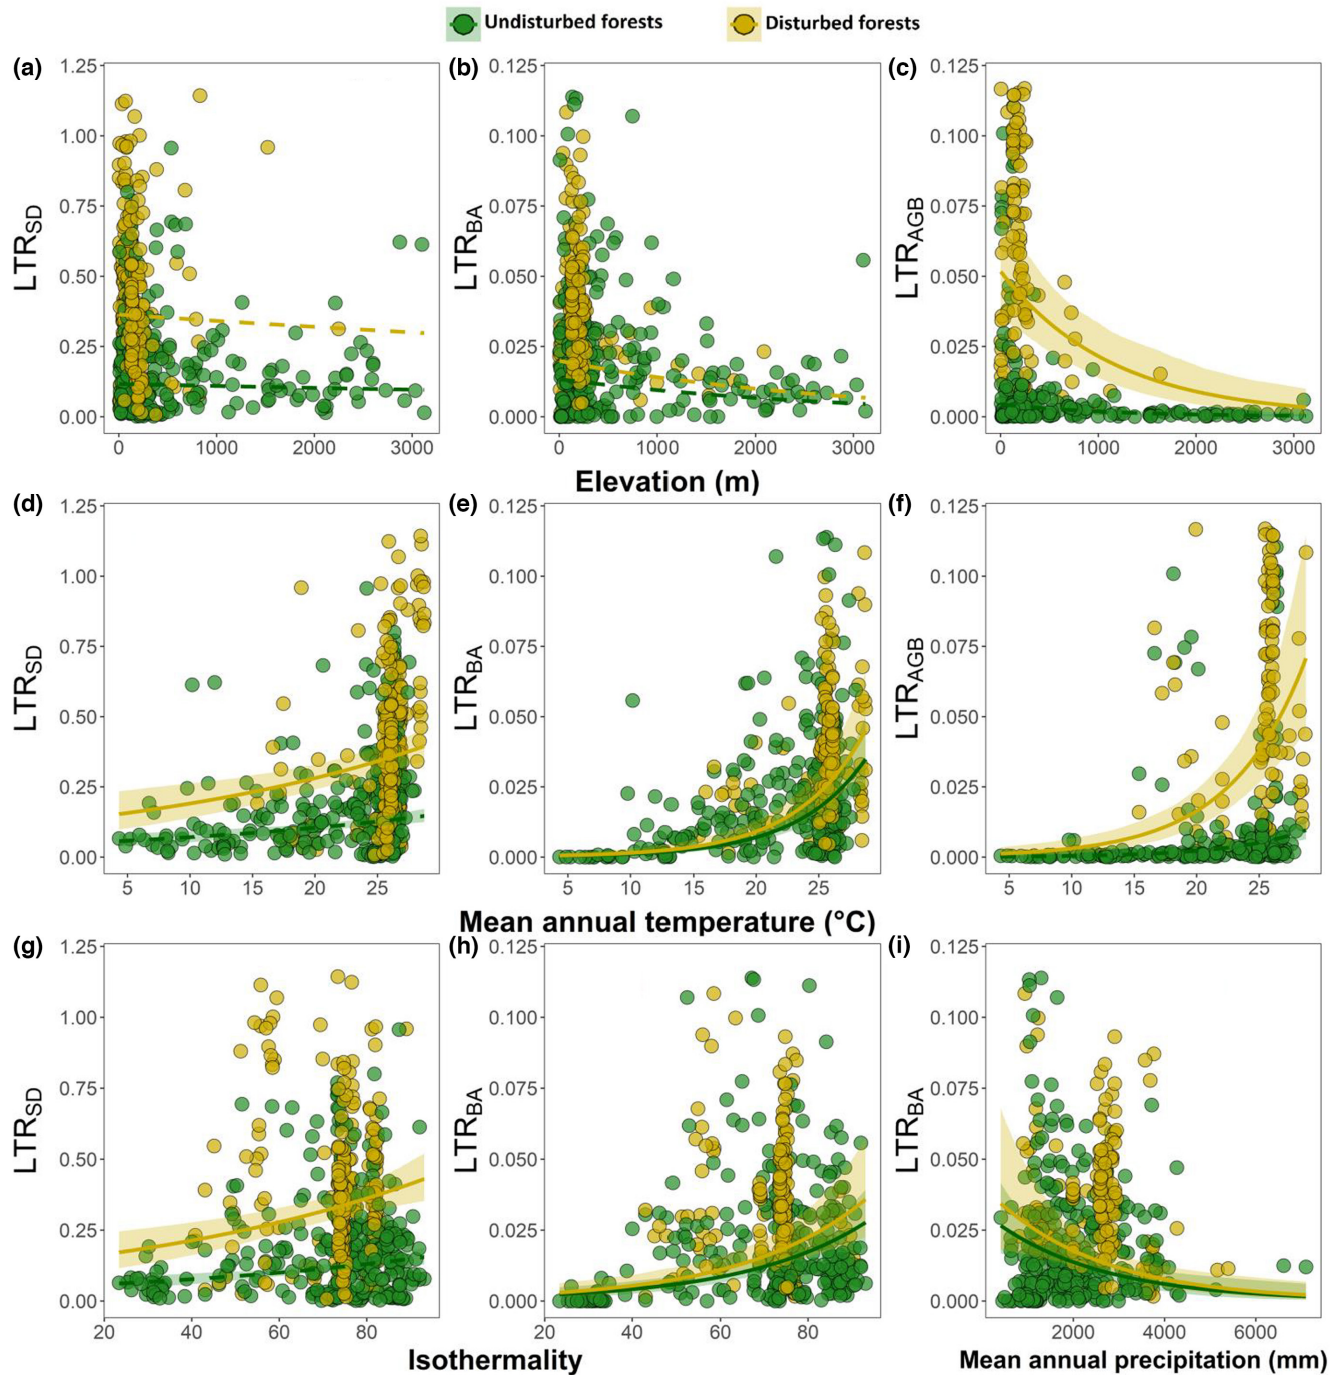 Undisturbed forests Disturbed forests
(a) (b) (c)
1.25 1.00 0.75 0.50 0.25 0.00
LTRSD
0 1000 2000 3000
0.125 0.100 0.075 0.050 0.025 0.000
LTRBA
0 1000 2000 3000
0.125 0.100 0.075 0.050 0.025 0.000
LTRAGB
0 1000 2000 3000
Elevation (m)
(d) (e) (f)
1.25 1.00 0.75 0.50 0.25 0.00
LTRSD
5 10 15 20 25
0.125 0.100 0.075 0.050 0.025 0.000
LTRBA
5 10 15 20 25
0.125 0.100 0.075 0.050 0.025 0.000
LTRAGB
5 10 15 20 25
Mean annual temperature (°C)
(g) (h) (i)
1.25 1.00 0.75 0.50 0.25 0.00
LTRSD
20 40 60 80
0.125 0.100 0.075 0.050 0.025 0.000
LTRBA
20 40 60 80
0.125 0.100 0.075 0.050 0.025 0.000
LTRBA
2000 4000 6000
Isothermality
Mean annual precipitation (mm)